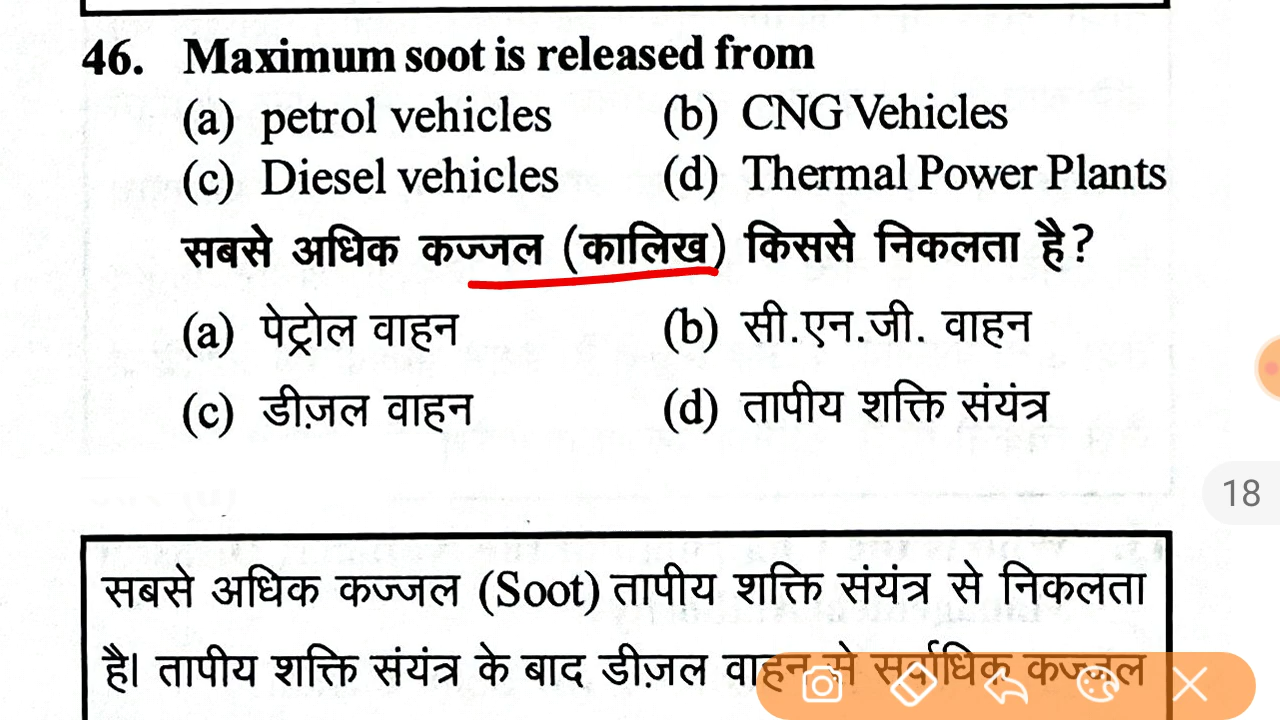 46. Maximum soot is released from
(a) petrol vehicles (b) CNG Vehicles
(c) Diesel vehicles (d) Thermal Power Plants
सबसे अधिक कज्जल (कालिख) किससे निकलता है?
(a) पेट्रोल वाहन (b) सी.एन.जी. वाहन
(c) डीज़ल वाहन (d) तापीय शक्ति संयंत्र
18
सबसे अधिक कज्जल (Soot) तापीय शक्ति संयंत्र से निकलता
है। तापीय शक्ति संयंत्र के बाद डीज़ल वाहन से सर्वाधिक कज्जल